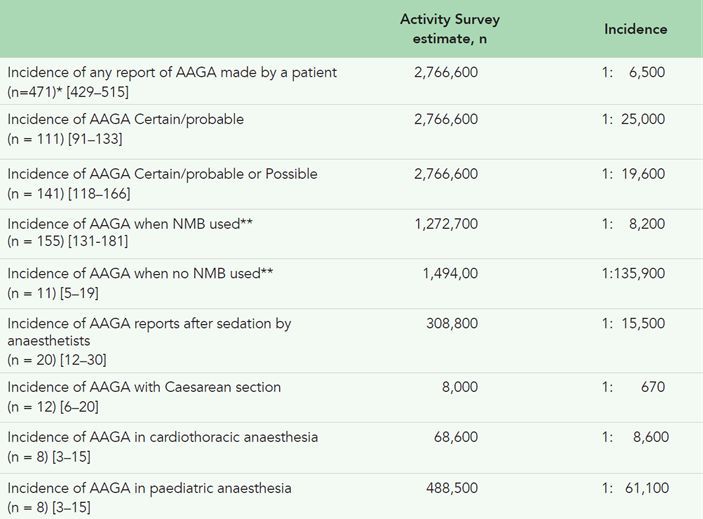 Activity Survey
estimate, n
Incidence
Incidence of any report of AAGA made by a patient
(n=471)* [429–515]
2,766,600
1: 6,500
Incidence of AAGA Certain/probable
(n = 111) [91–133]
2,766,600
1: 25,000
Incidence of AAGA Certain/probable or Possible
(n = 141) [118–166]
2,766,600
1: 19,600
Incidence of AAGA when NMB used**
(n = 155) [131-181]
1,272,700
1: 8,200
Incidence of AAGA when no NMB used**
(n = 11) [5–19]
1,494,00
1:135,900
Incidence of AAGA reports after sedation by
anaesthetists
(n = 20) [12–30]
308,800
1: 15,500
Incidence of AAGA with Caesarean section
(n = 12) [6–20]
8,000
1: 670
Incidence of AAGA in cardiothoracic anaesthesia
(n = 8) [3–15]
68,600
1: 8,600
Incidence of AAGA in paediatric anaesthesia
(n = 8) [3–15]
488,500
1: 61,100